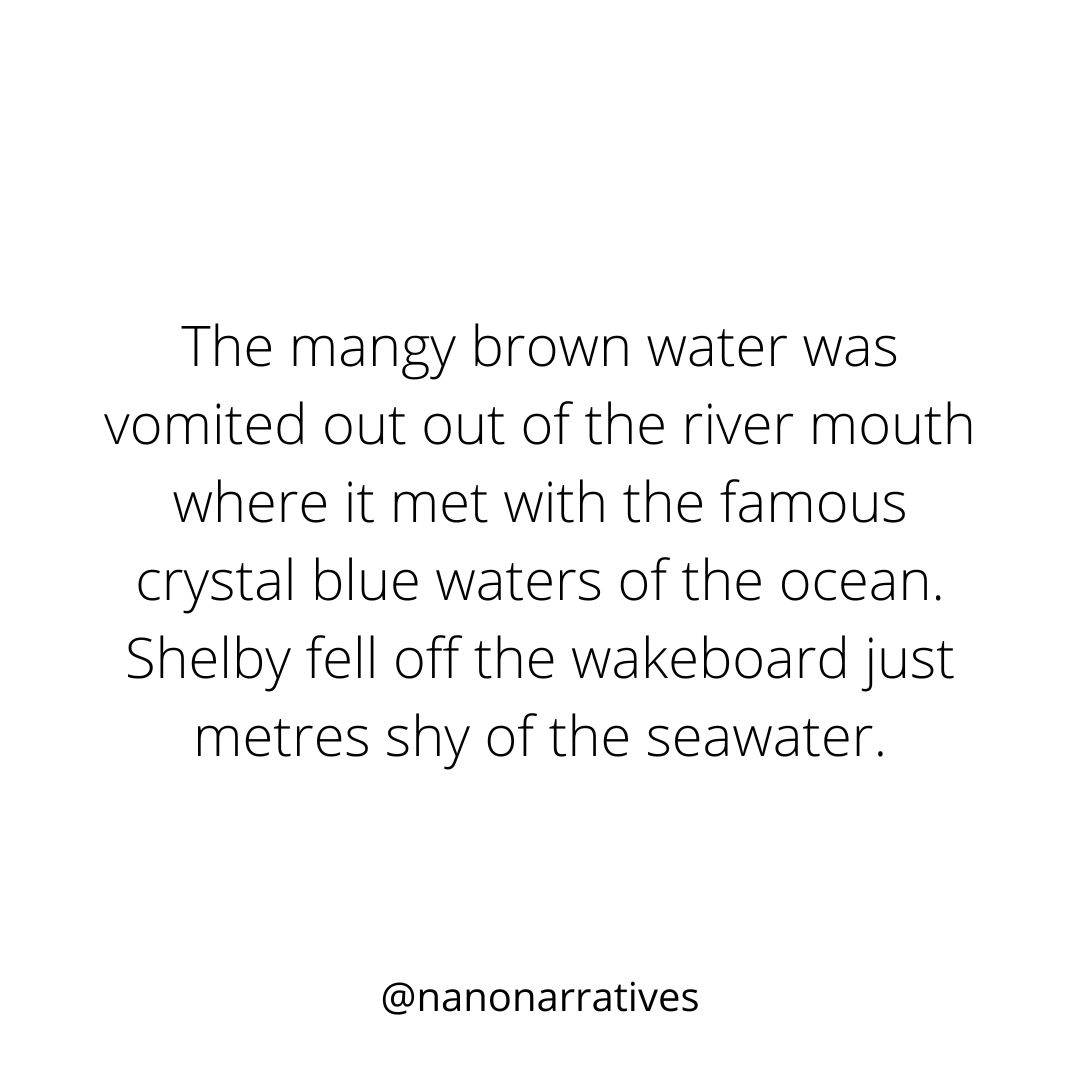 The mangy brown water was
vomited out out of the river mouth
where it met with the famous
crystal blue waters of the ocean.
Shelby fell off the wakeboard just
metres shy of the seawater.
@nanonarratives